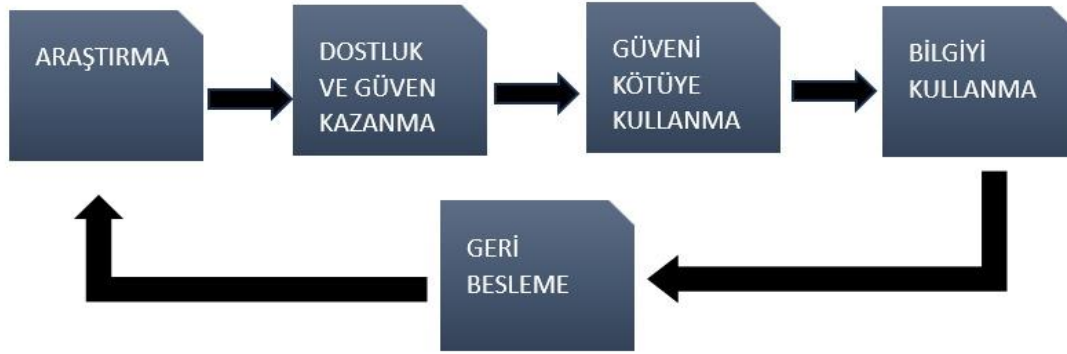 ARAŞTIRMA
DOSTLUK
VE GÜVEN
KAZANMA
GÜVENİ
KÖTÜYE
KULLANMA
BİLGİYİ
KULLANMA
GERİ
BESLEME